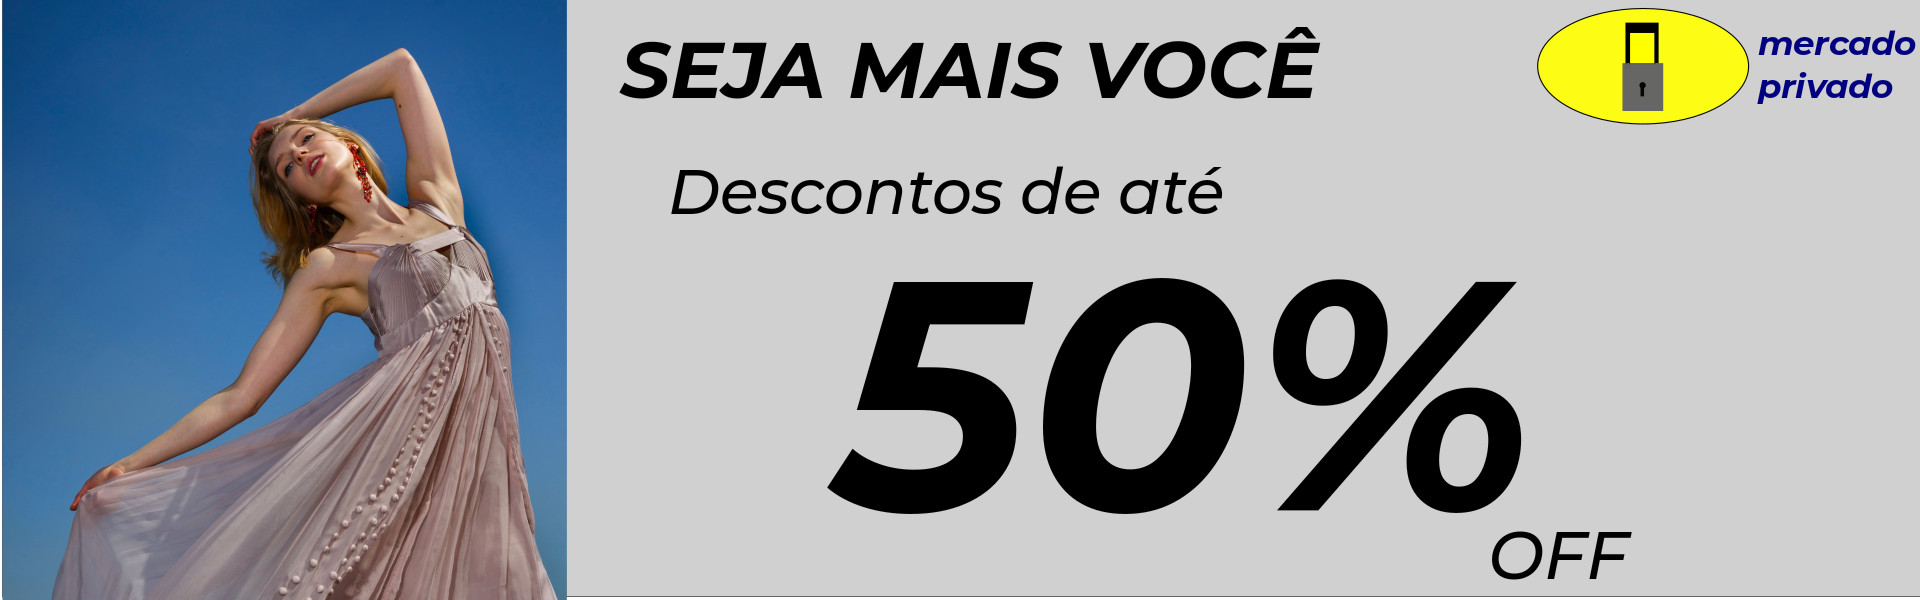 SEJA MAIS VOCÊ
mercado
privado
Descontos de até
50%
OFF